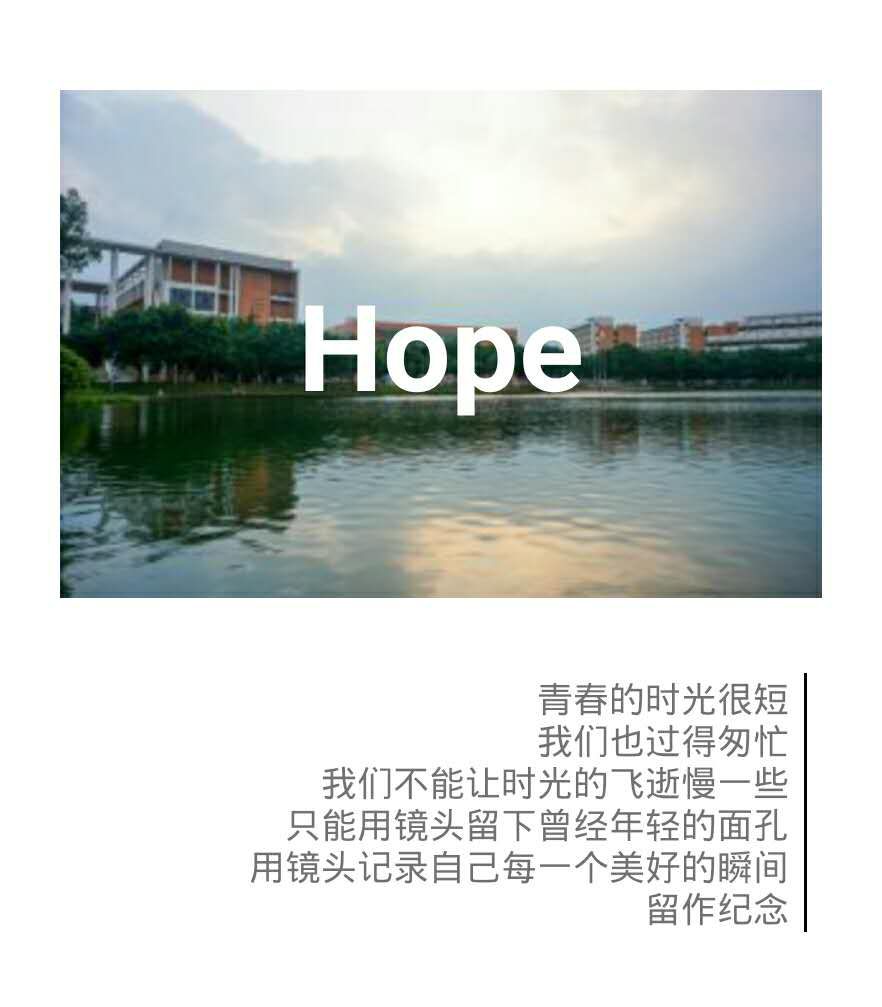 Hope
青春的时光很短
我们也过得匆忙
我们不能让时光的飞逝慢一些
只能用镜头留下曾经年轻的面孔
用镜头记录自己每一个美好的瞬间
留作纪念